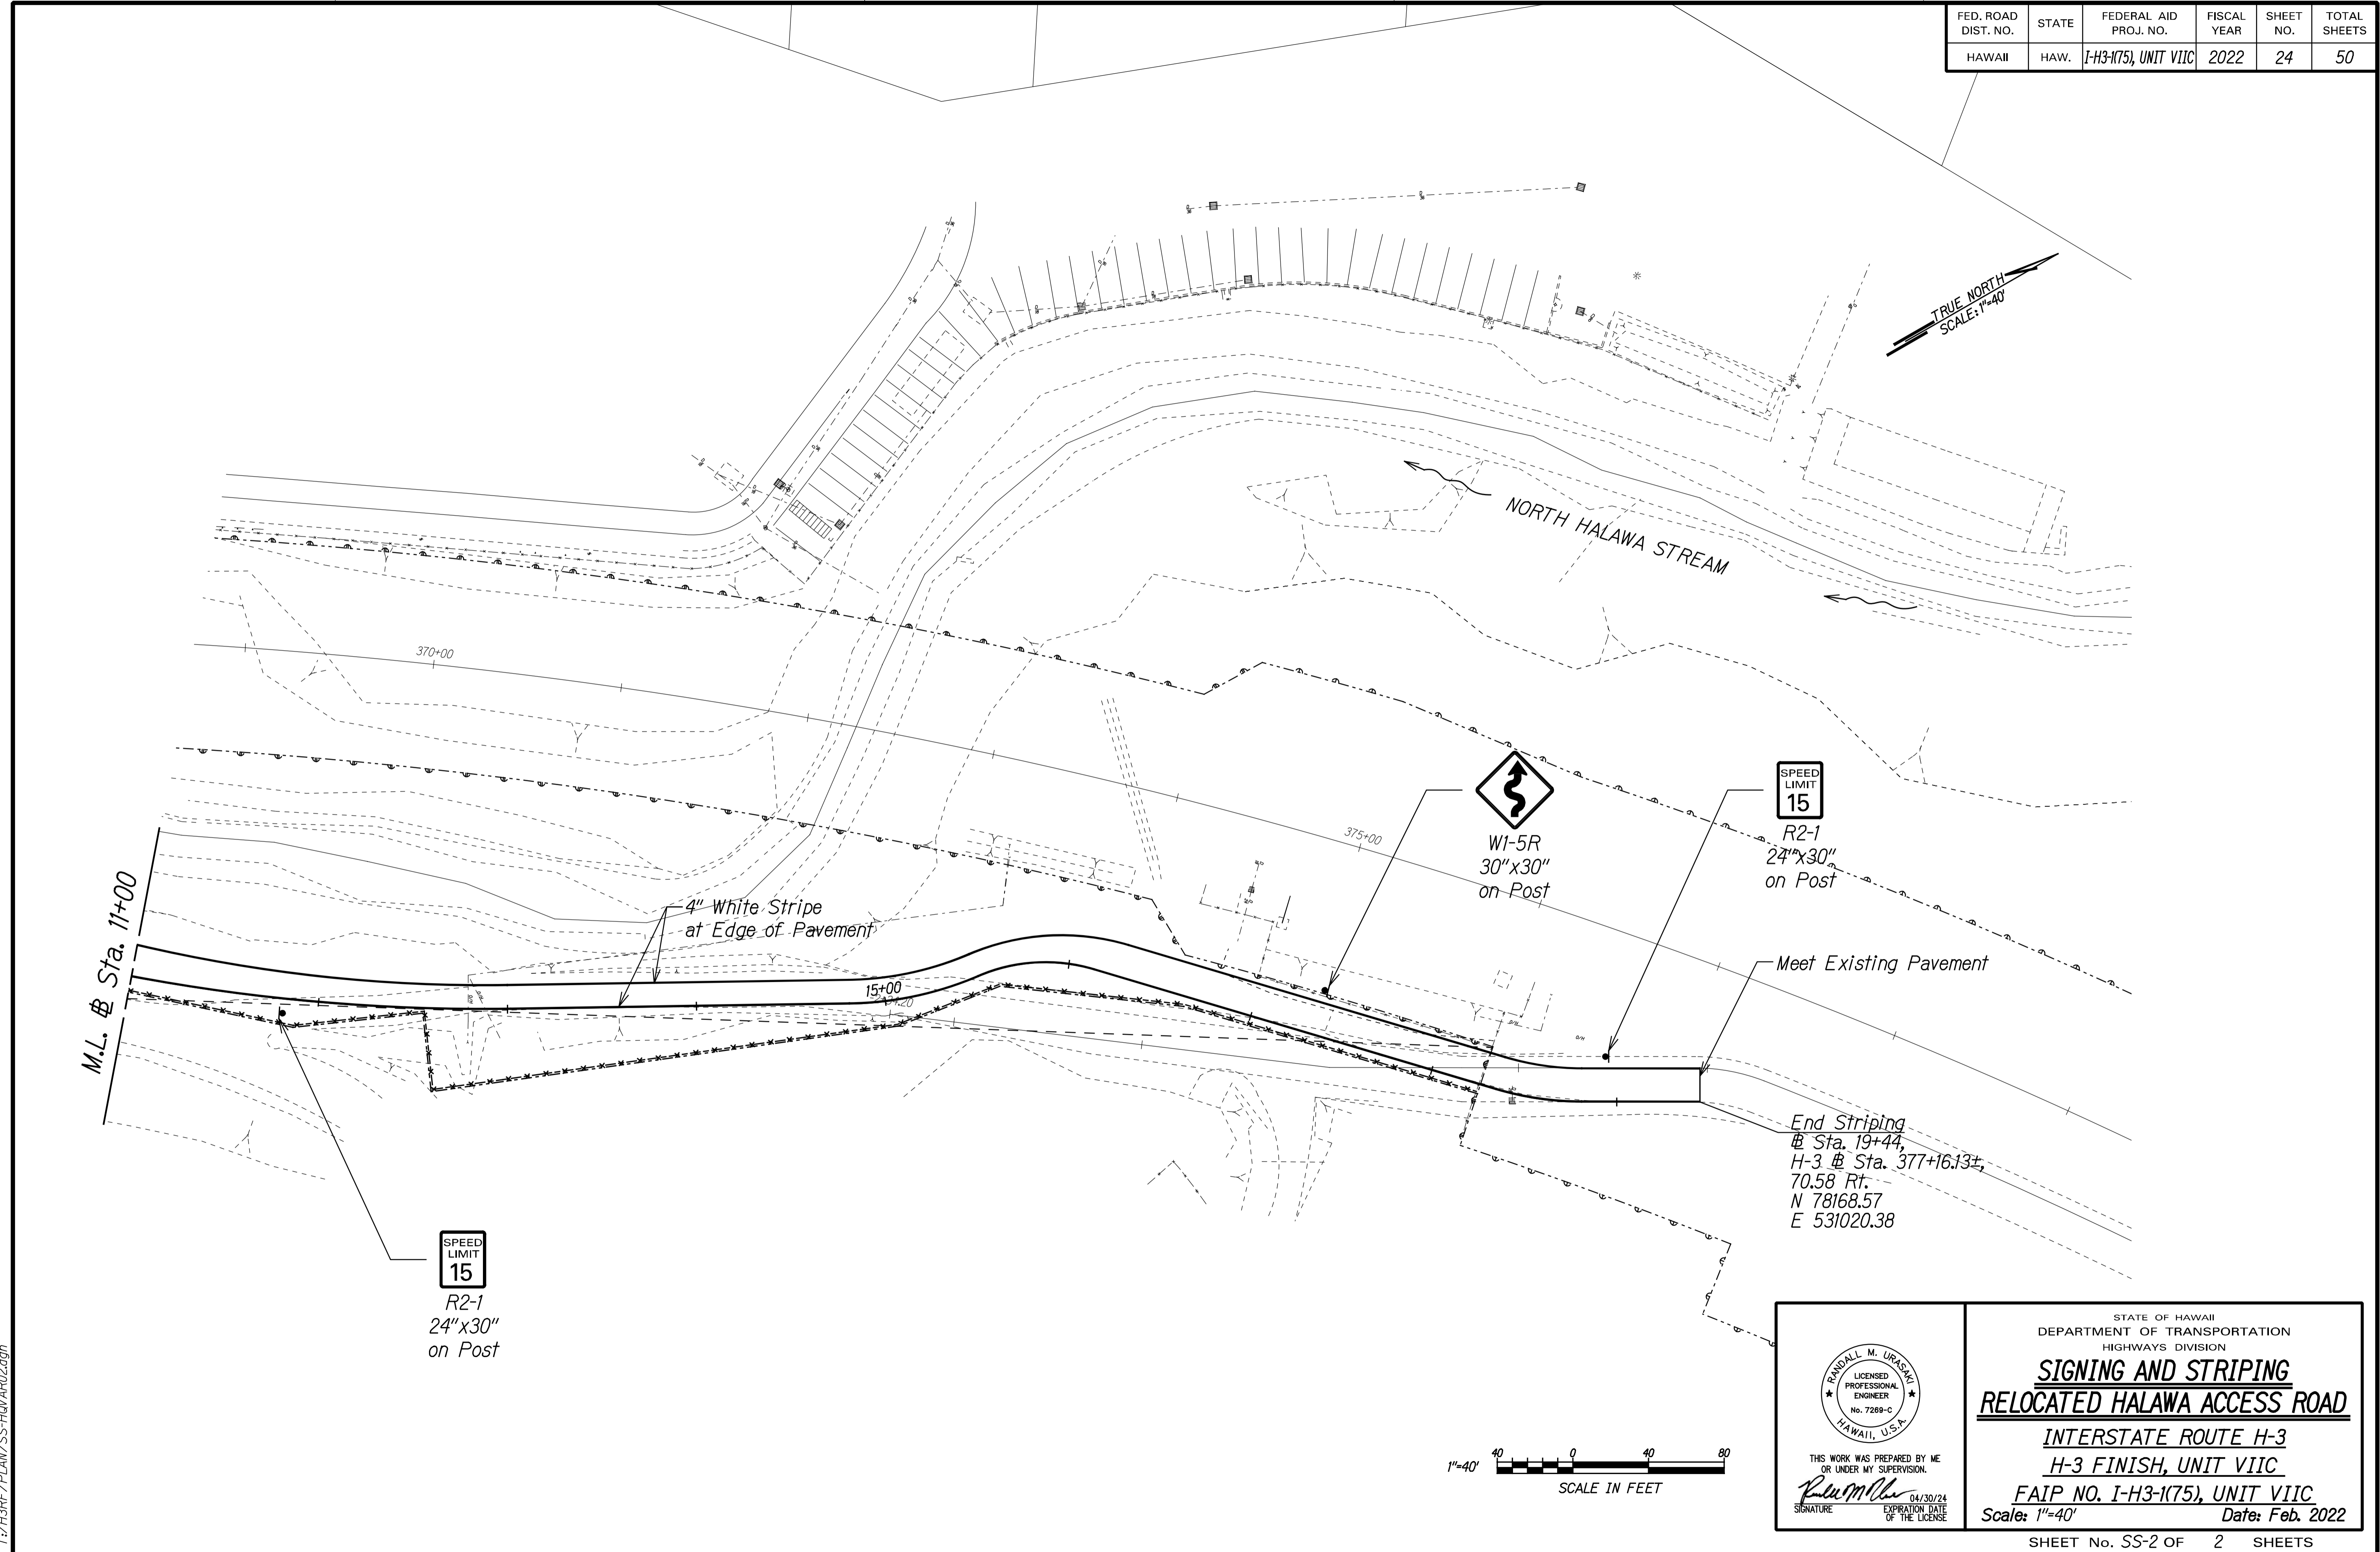 FED. ROAD DIST. NO. STATE FEDERAL AID PROJ. NO. FISCAL YEAR SHEET NO. TOTAL SHEETS
HAWAII HAW. I-H3-1(75), UNIT VIIC 2022 24 50
TRUE NORTH
SCALE: 1"=40'
NORTH HALAWA STREAM
370+00
375+00
W1-5R
30"x30"
on Post
SPEED
LIMIT
15
R2-1
24"x30"
on Post
M.L. ⅊ Sta. 11+00
4" White Stripe
at Edge of Pavement
15+00
Meet Existing Pavement
End Striping
⅊ Sta. 19+44,
H-3 ⅊ Sta. 377+16.13±,
70.58 Rt.
N 78168.57
E 531020.38
SPEED
LIMIT
15
R2-1
24"x30"
on Post
1"=40'
40 0 40 80
SCALE IN FEET
RANDALL M. URASAKI
LICENSED
PROFESSIONAL
ENGINEER
No. 7269-C
HAWAII, U.S.A.
THIS WORK WAS PREPARED BY ME
OR UNDER MY SUPERVISION.
04/30/24
SIGNATURE EXPIRATION DATE
OF THE LICENSE
STATE OF HAWAII
DEPARTMENT OF TRANSPORTATION
HIGHWAYS DIVISION
SIGNING AND STRIPING
RELOCATED HALAWA ACCESS ROAD
INTERSTATE ROUTE H-3
H-3 FINISH, UNIT VIIC
FAIP NO. I-H3-1(75), UNIT VIIC
Scale: 1"=40' Date: Feb. 2022
SHEET No. SS-2 OF 2 SHEETS